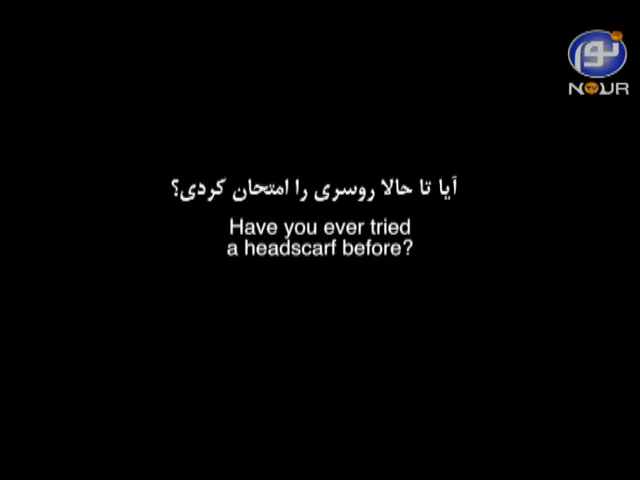 نور
NOUR
آیا تا حالا روسری را امتحان کردی؟
Have you ever tried
a headscarf before?